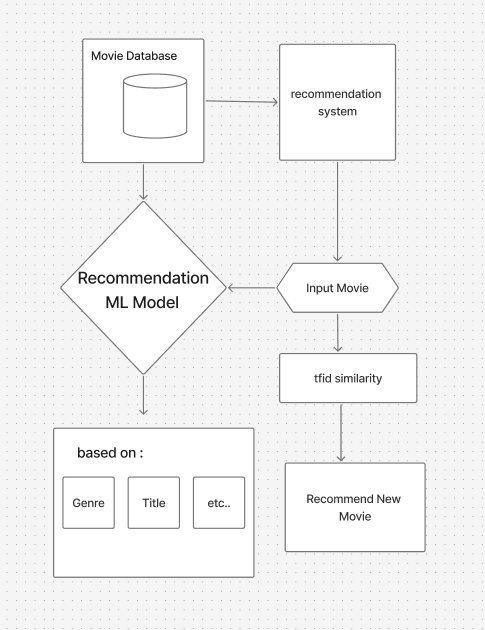 Movie Database
recommendation
system
Recommendation
ML Model
Input Movie
tfid similarity
based on :
Genre
Title
etc..
Recommend New
Movie